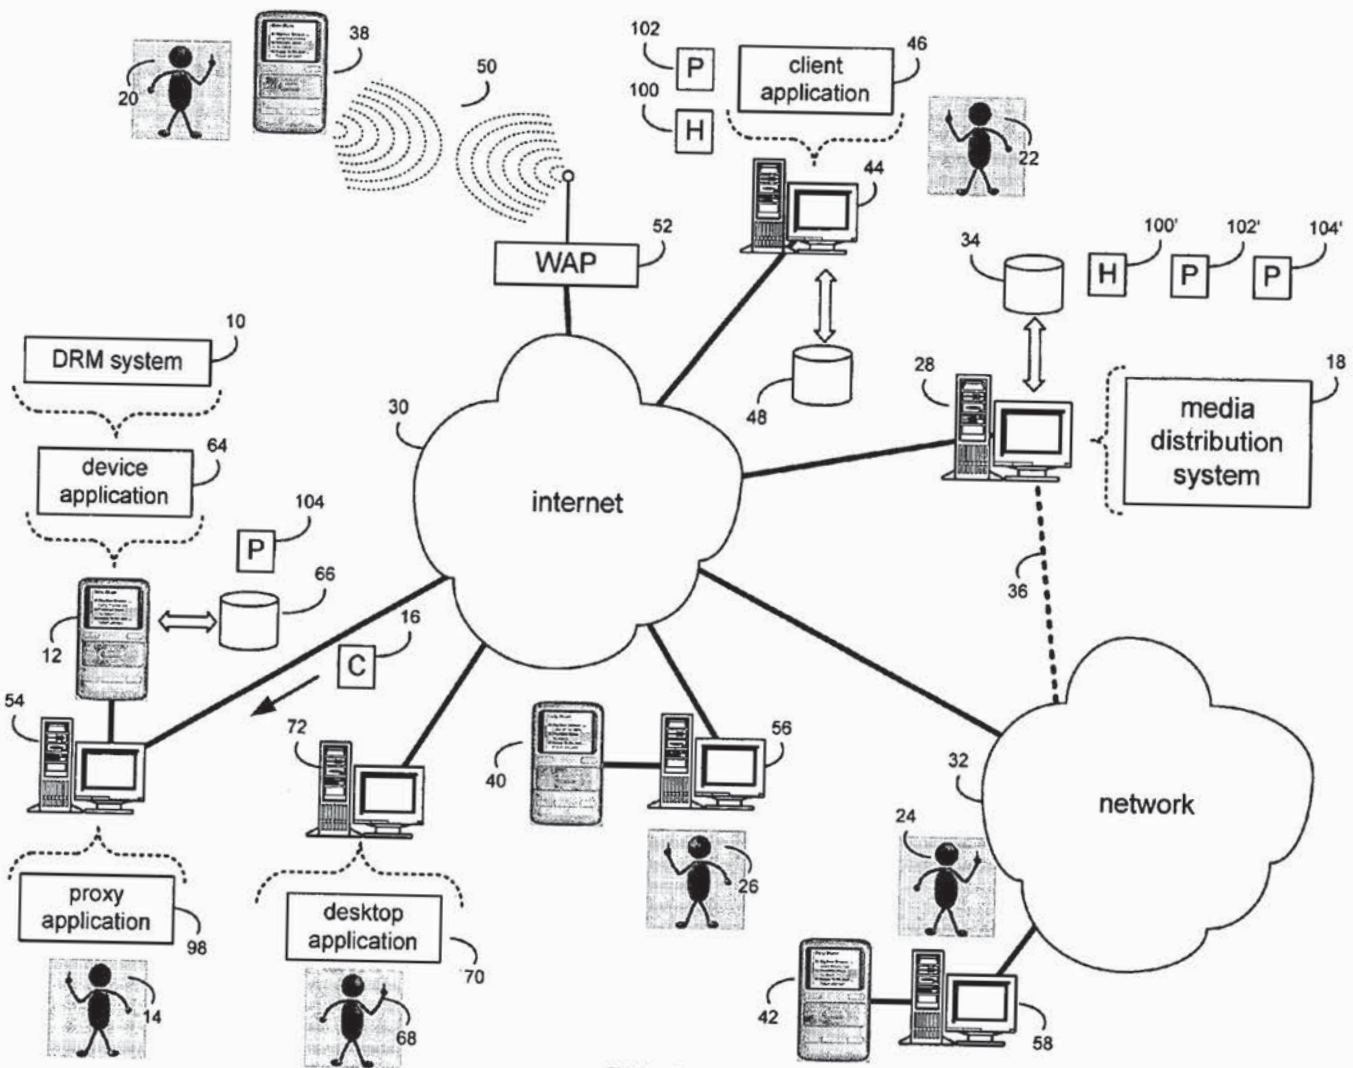 38
102
P
46
client
application
20
50
100
H
22
44
52
WAP
34
100'
H
102'
P
104'
P
10
DRM system
28
18
media
distribution
system
48
30
64
device
application
internet
104
P
66
36
12
16
C
54
72
40
56
32
network
24
proxy
application
98
desktop
application
70
26
14
68
42
58